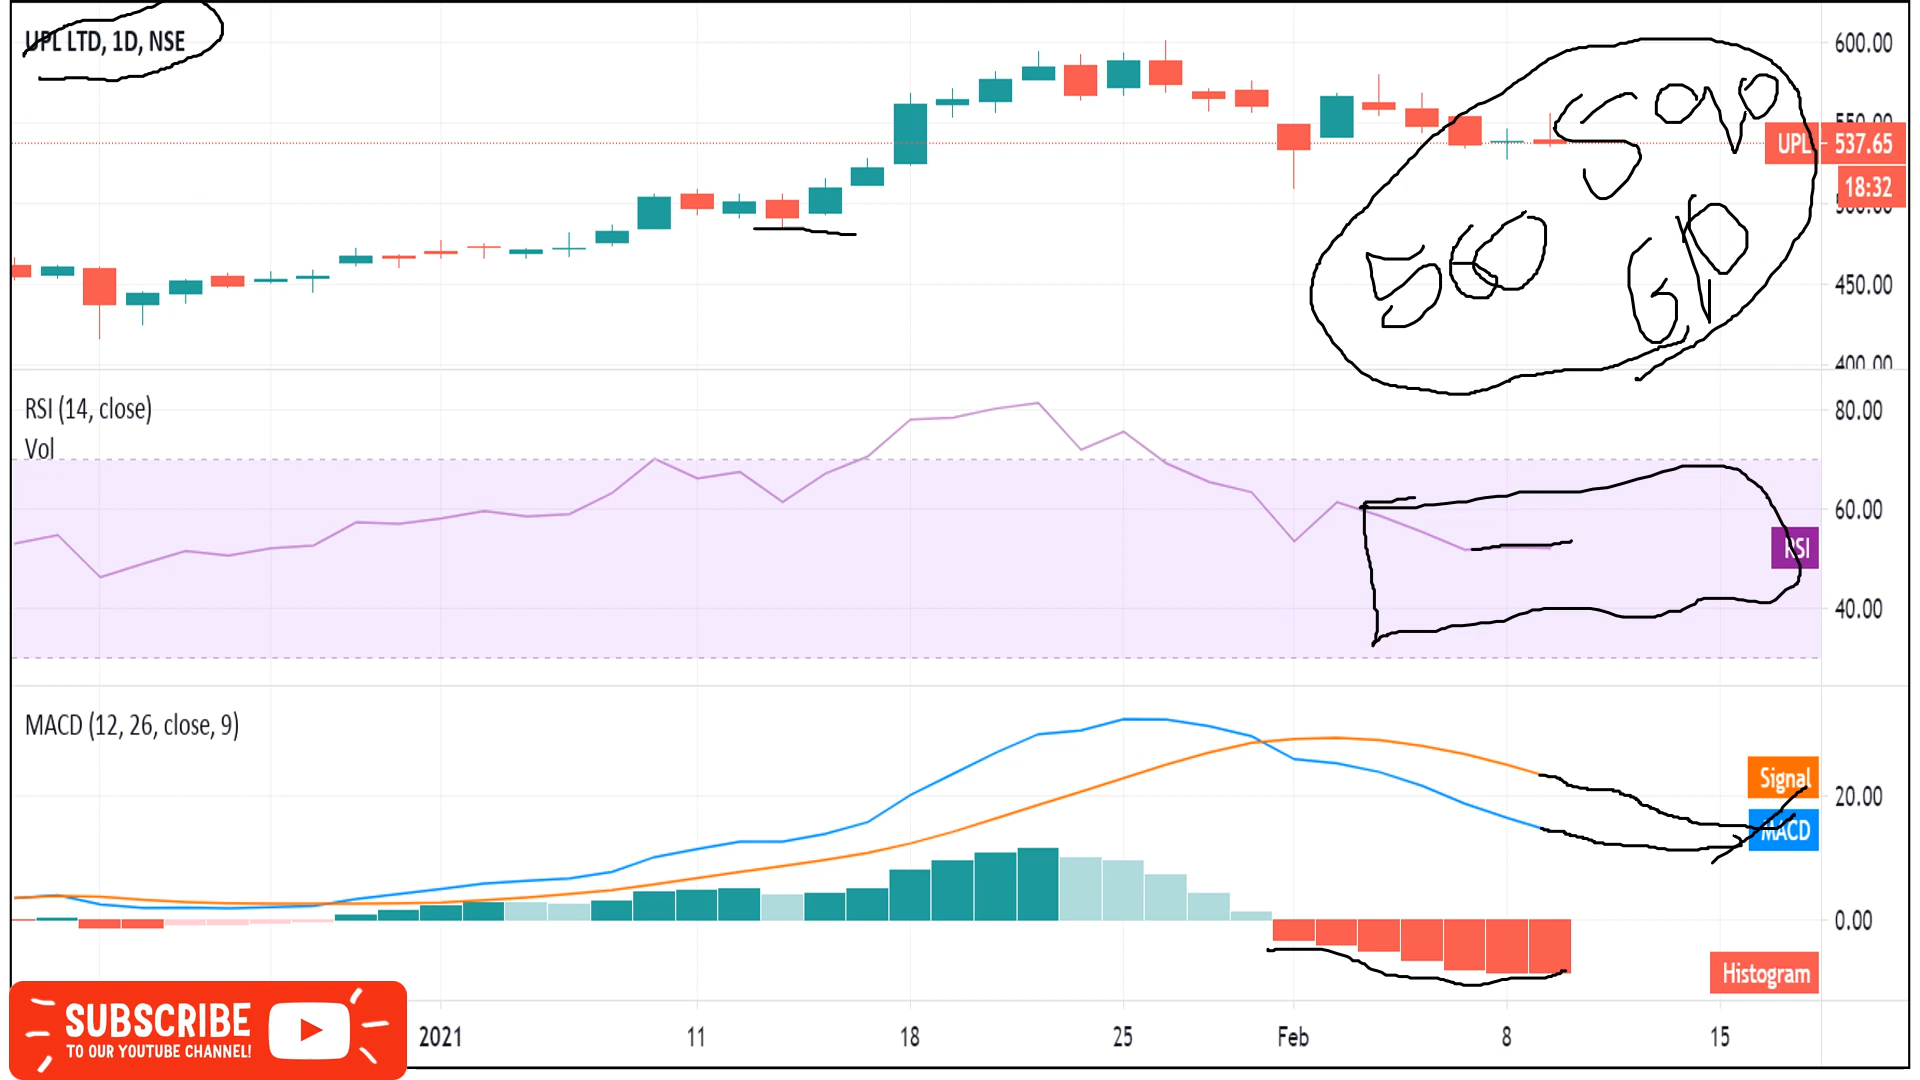 UPL LTD, 1D, NSE
600.00
UPL 537.65
18:32
450.00
400.00
560
RSI (14, close)
80.00
Vol
60.00
RSI
40.00
MACD (12, 26, close, 9)
Signal
20.00
MACD
0.00
Histogram
SUBSCRIBE
TO OUR YOUTUBE CHANNEL!
2021 11 18 25 Feb 8 15